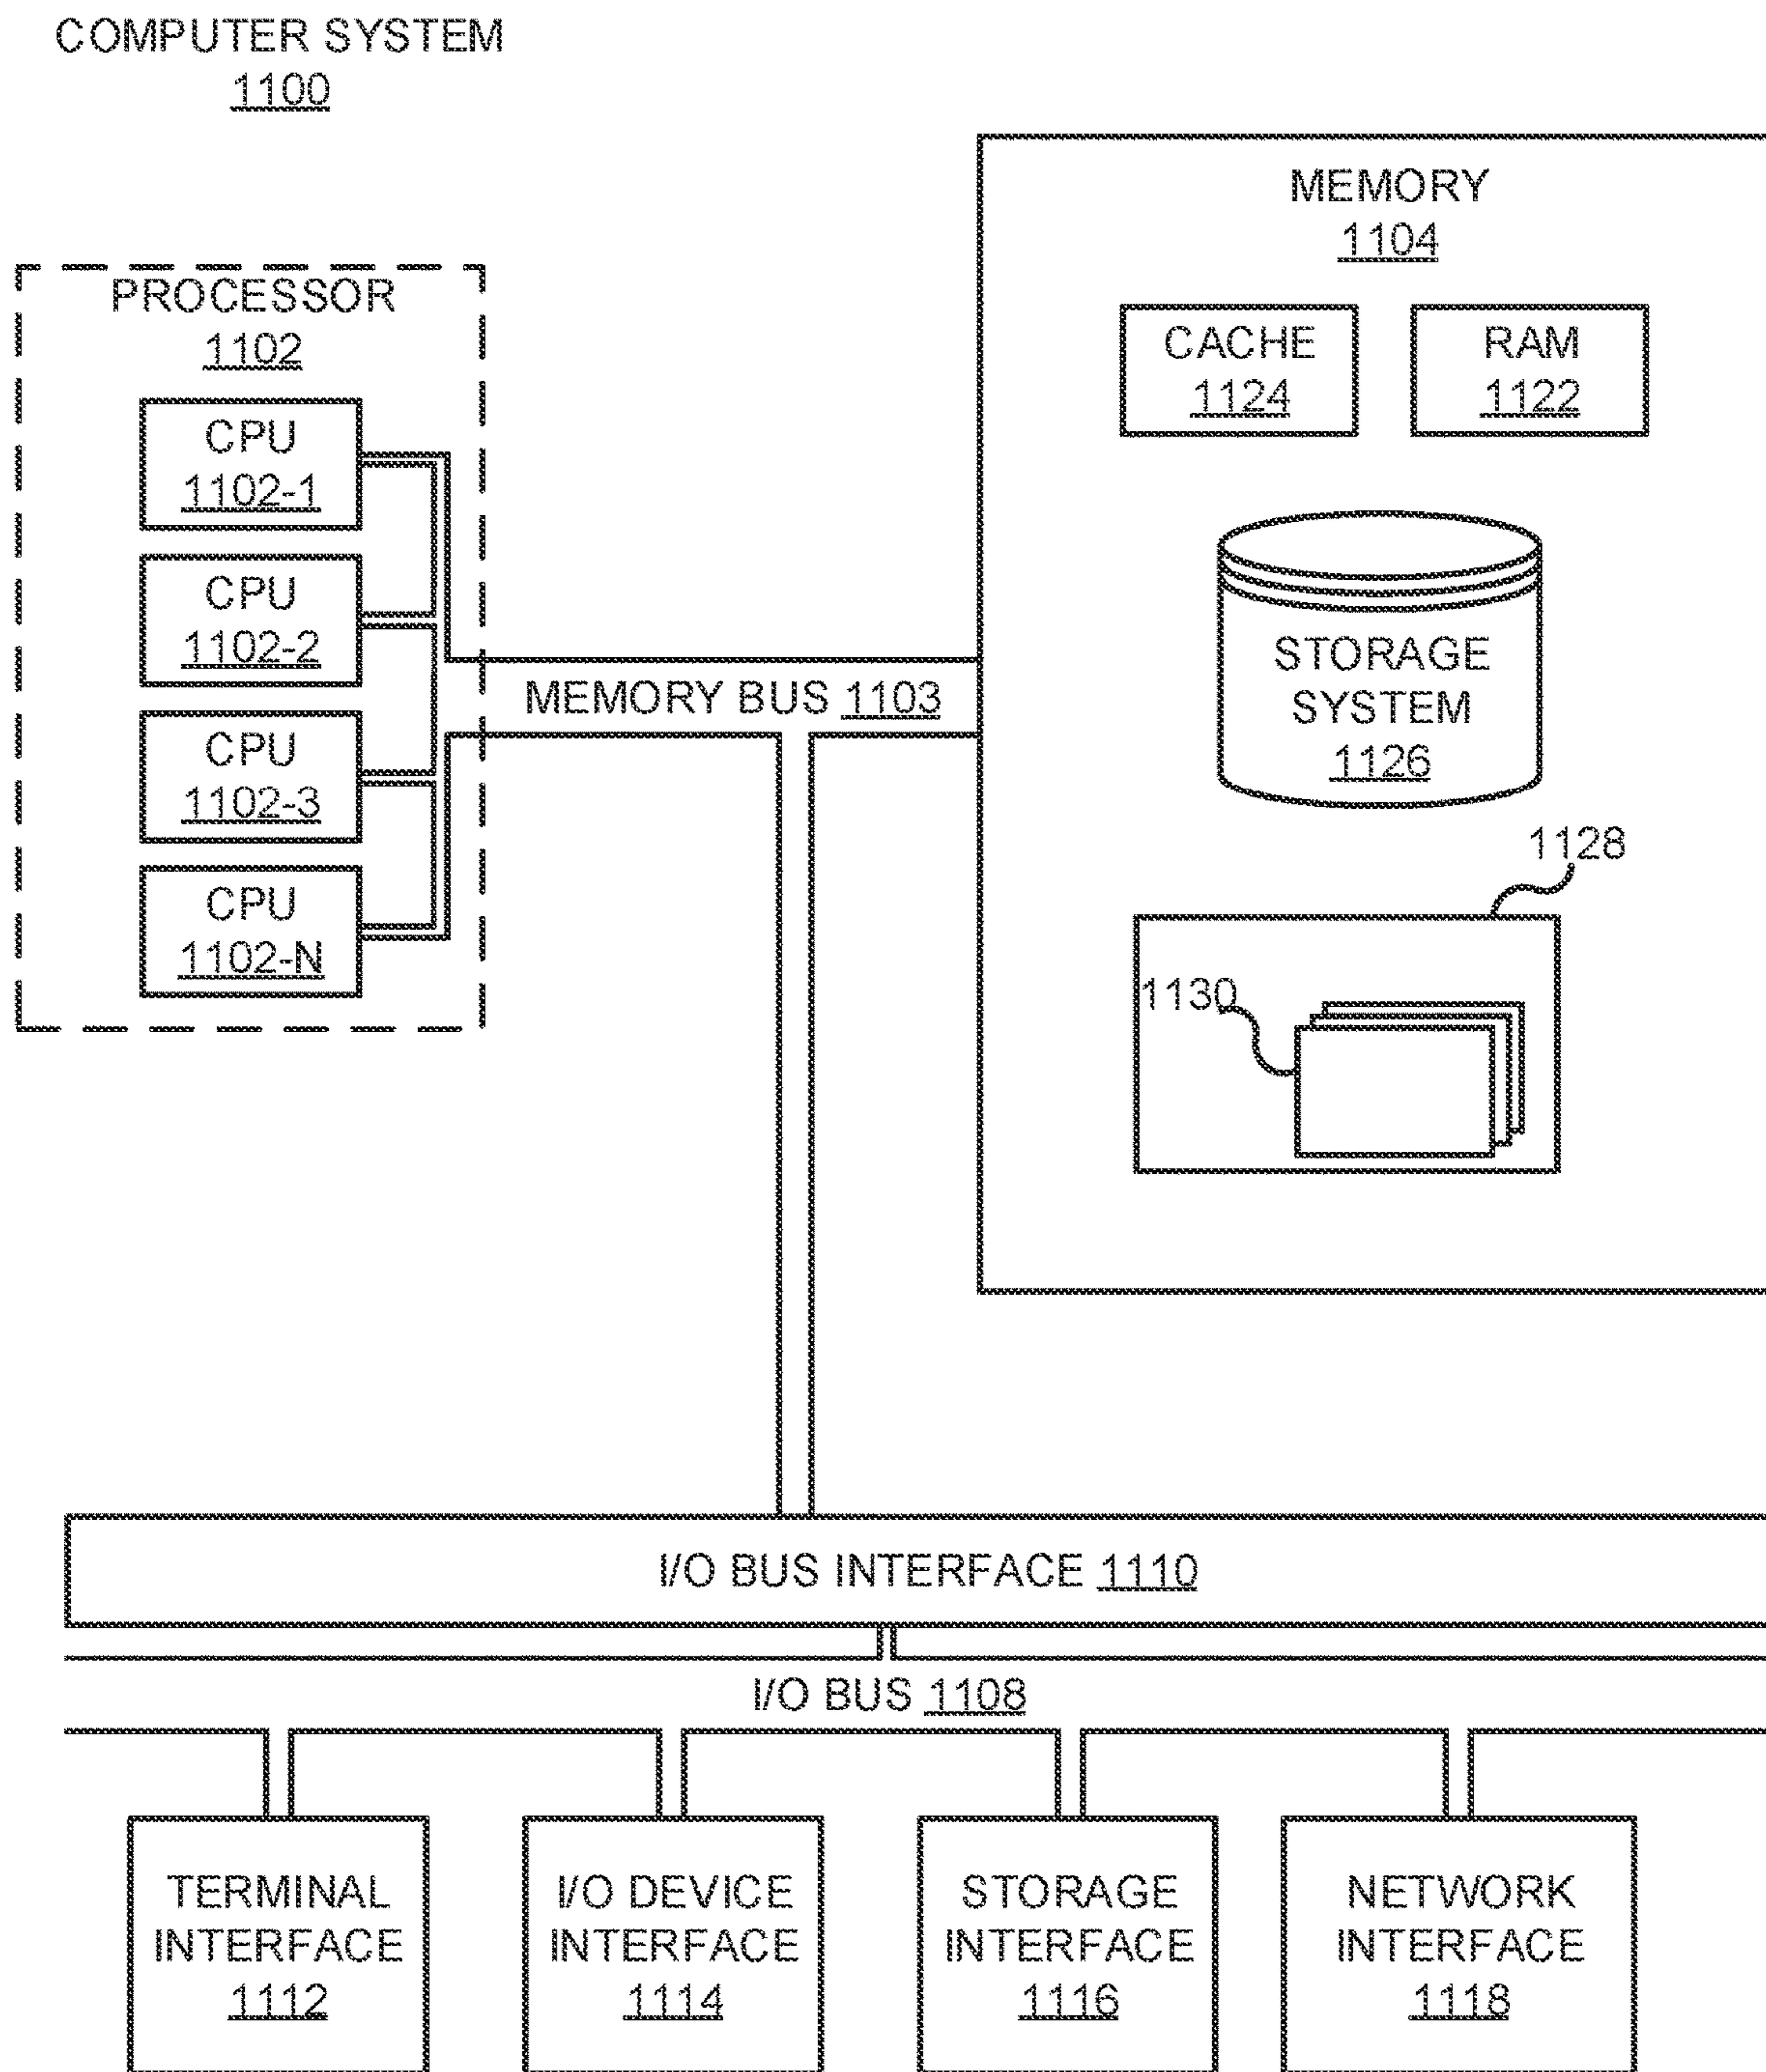 COMPUTER SYSTEM
1100
PROCESSOR
1102
CPU
1102-1
CPU
1102-2
CPU
1102-3
CPU
1102-N
MEMORY BUS 1103
MEMORY
1104
CACHE
1124
RAM
1122
STORAGE
SYSTEM
1126
1128
1130
I/O BUS INTERFACE 1110
I/O BUS 1108
TERMINAL
INTERFACE
1112
I/O DEVICE
INTERFACE
1114
STORAGE
INTERFACE
1116
NETWORK
INTERFACE
1118